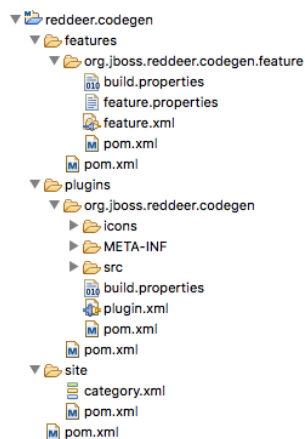 reddeer.codegen
features
org.jboss.reddeer.codegen.feature
build.properties
feature.properties
feature.xml
pom.xml
pom.xml
plugins
org.jboss.reddeer.codegen
icons
META-INF
src
build.properties
plugin.xml
pom.xml
pom.xml
site
category.xml
pom.xml
pom.xml